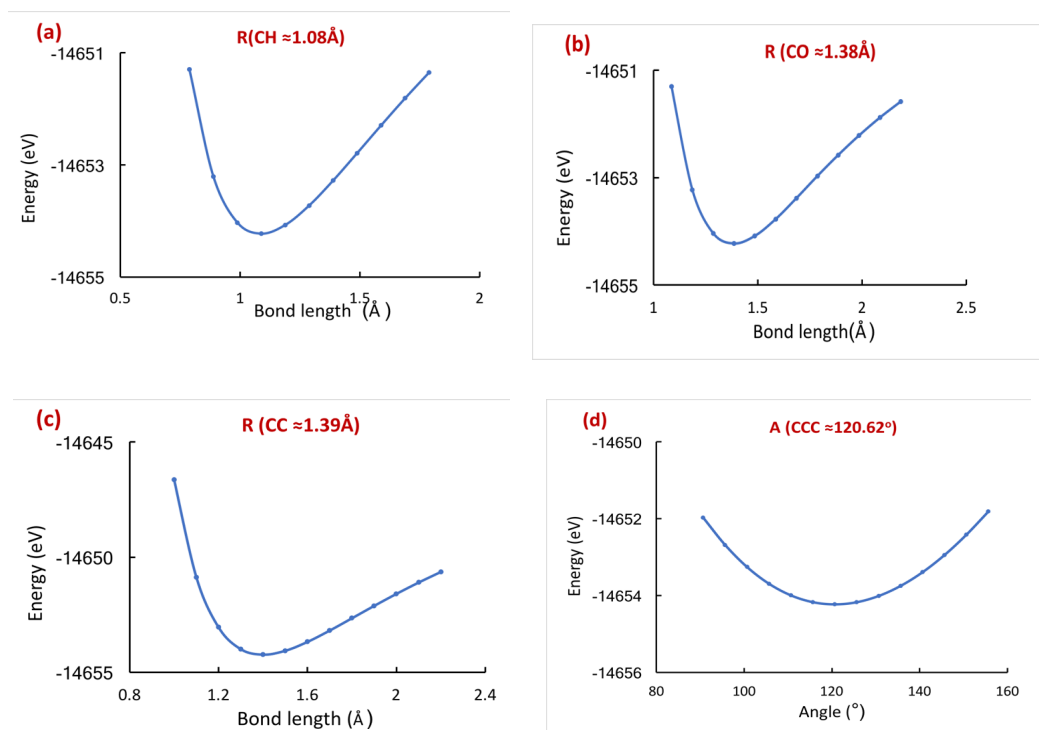 (a)
R(CH ≈1.08Å)
-14651
-14653
-14655
Energy (eV)
0.5 1 1.5 2
Bond length (Å )
(b)
R (CO ≈1.38Å)
-14651
-14653
-14655
Energy (eV)
1 1.5 2 2.5
Bond length(Å)
(c)
R (CC ≈1.39Å)
-14645
-14650
-14655
Energy (eV)
0.8 1.2 1.6 2 2.4
Bond length (Å)
(d)
A (CCC ≈120.62º)
-14650
-14652
-14654
-14656
Energy (eV)
80 100 120 140 160
Angle (°)